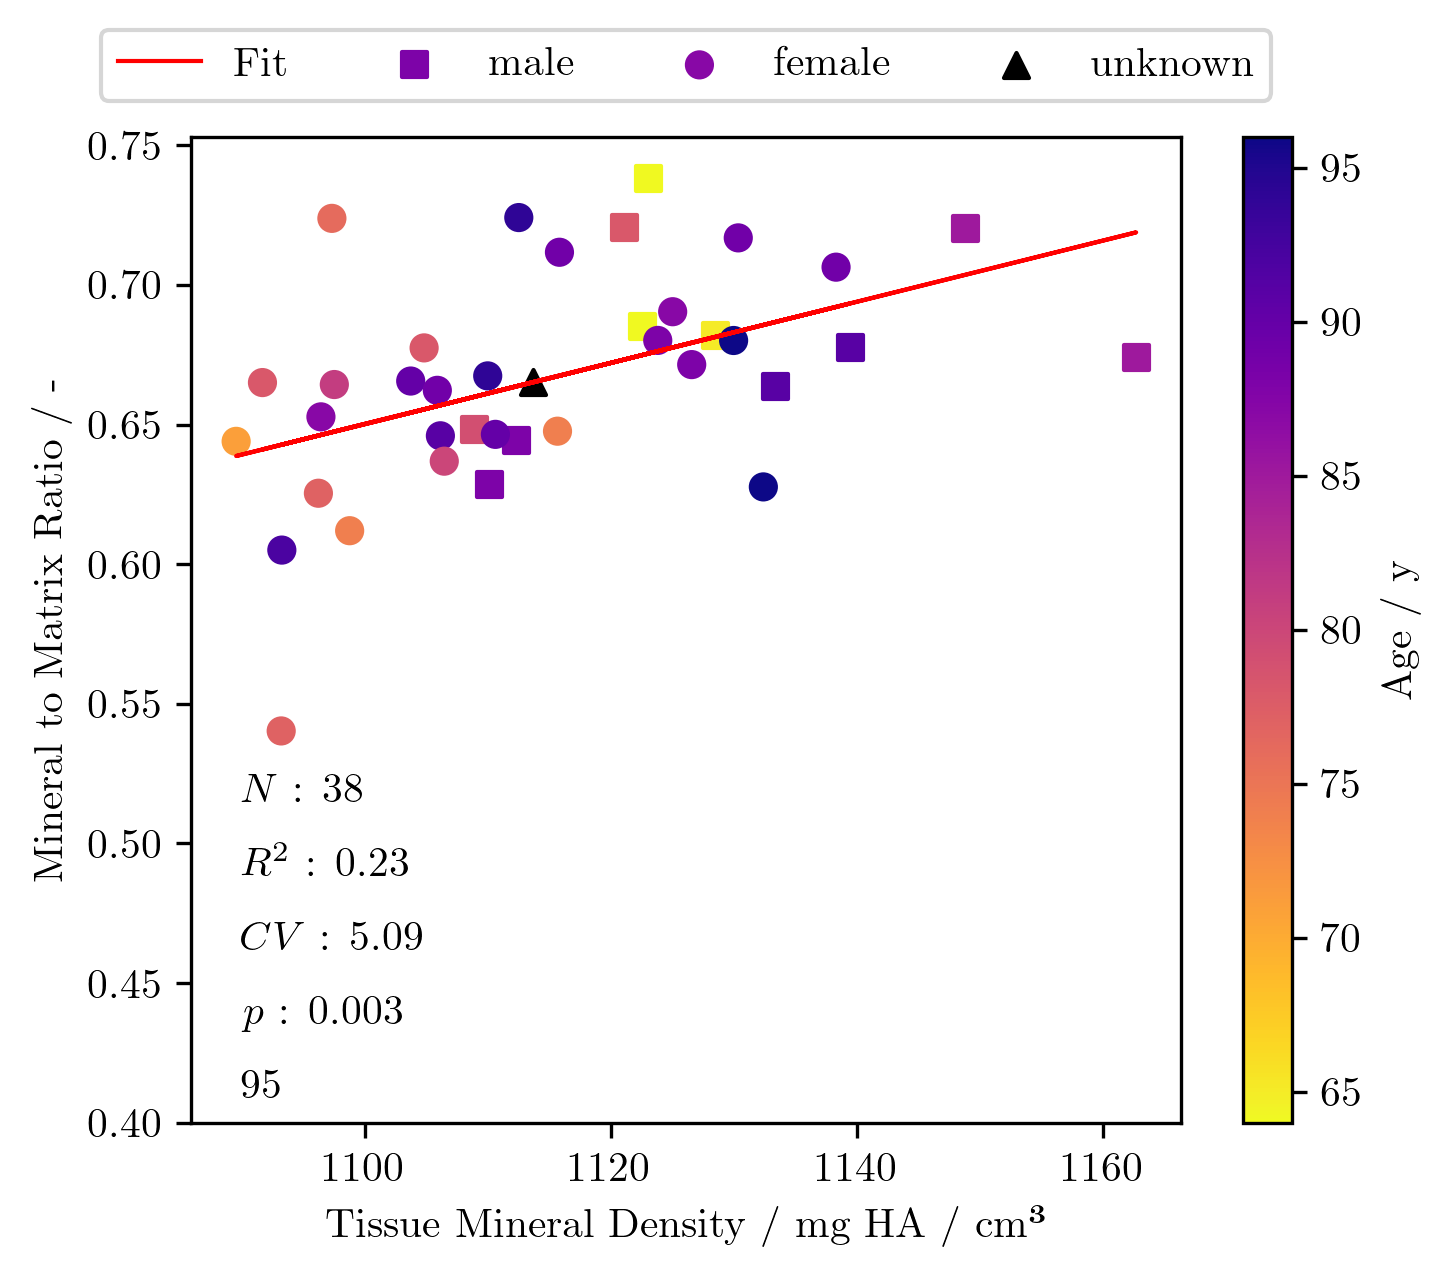 Fit male female unknown
0.75
0.70
0.65
0.60
0.55
0.50
0.45
0.40
Mineral to Matrix Ratio / -
N : 38
R² : 0.23
CV : 5.09
p : 0.003
95
1100 1120 1140 1160
Tissue Mineral Density / mg HA / cm³
95
90
85
80
75
70
65
Age / y